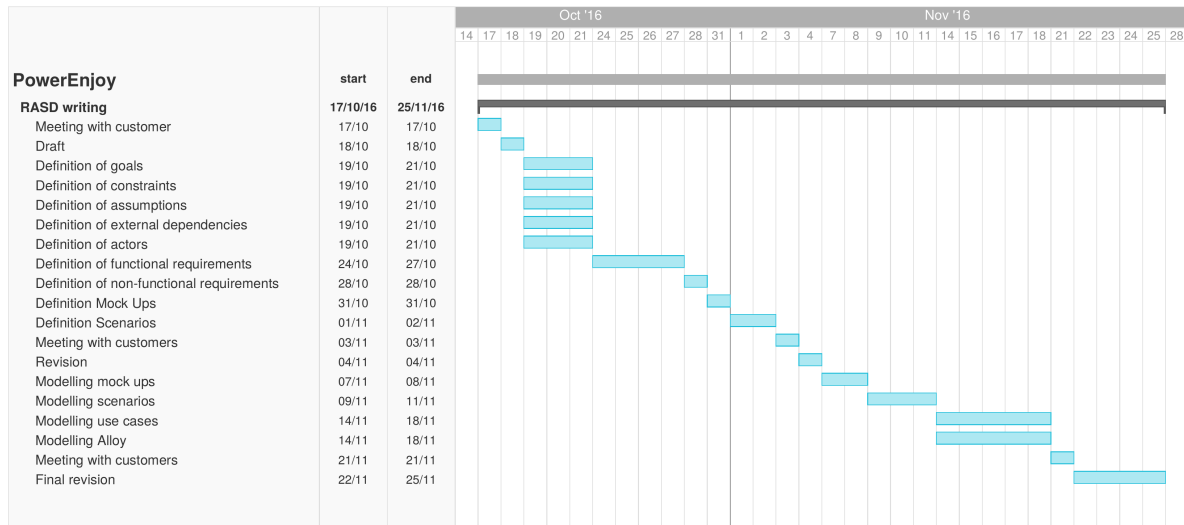 Oct '16 Nov '16
14 17 18 19 20 21 24 25 26 27 28 31 1 2 3 4 7 8 9 10 11 14 15 16 17 18 21 22 23 24 25 28
PowerEnjoy start end
RASD writing 17/10/16 25/11/16
Meeting with customer 17/10 17/10
Draft 18/10 18/10
Definition of goals 19/10 21/10
Definition of constraints 19/10 21/10
Definition of assumptions 19/10 21/10
Definition of external dependencies 19/10 21/10
Definition of actors 19/10 21/10
Definition of functional requirements 24/10 27/10
Definition of non-functional requirements 28/10 28/10
Definition Mock Ups 31/10 31/10
Definition Scenarios 01/11 02/11
Meeting with customers 03/11 03/11
Revision 04/11 04/11
Modelling mock ups 07/11 08/11
Modelling scenarios 09/11 11/11
Modelling use cases 14/11 18/11
Modelling Alloy 14/11 18/11
Meeting with customers 21/11 21/11
Final revision 22/11 25/11